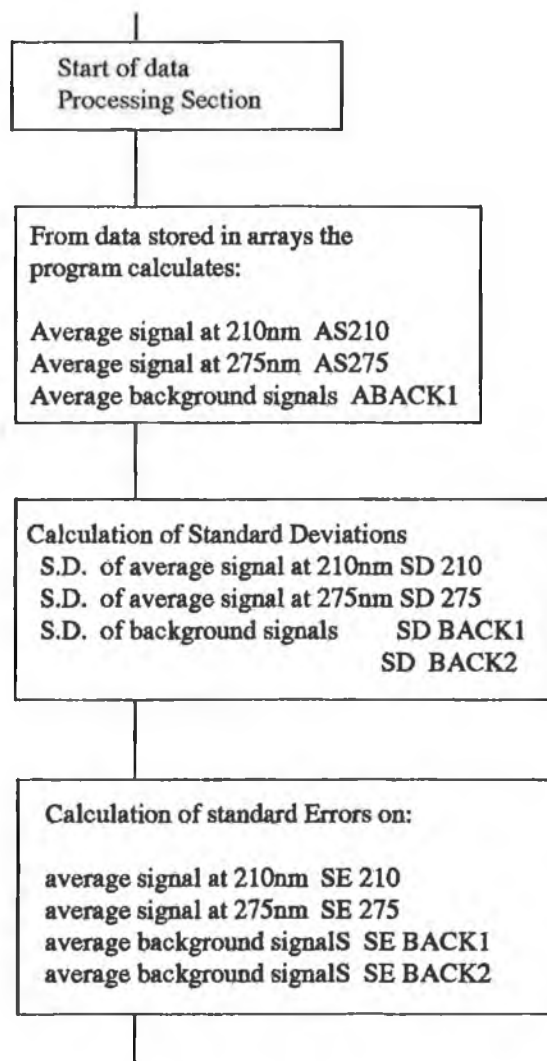 Start of data
Processing Section
From data stored in arrays the
program calculates:
Average signal at 210nm AS210
Average signal at 275nm AS275
Average background signals ABACK1
Calculation of Standard Deviations
S.D. of average signal at 210nm SD 210
S.D. of average signal at 275nm SD 275
S.D. of background signals SD BACK1
SD BACK2
Calculation of standard Errors on:
average signal at 210nm SE 210
average signal at 275nm SE 275
average background signalS SE BACK1
average background signalS SE BACK2